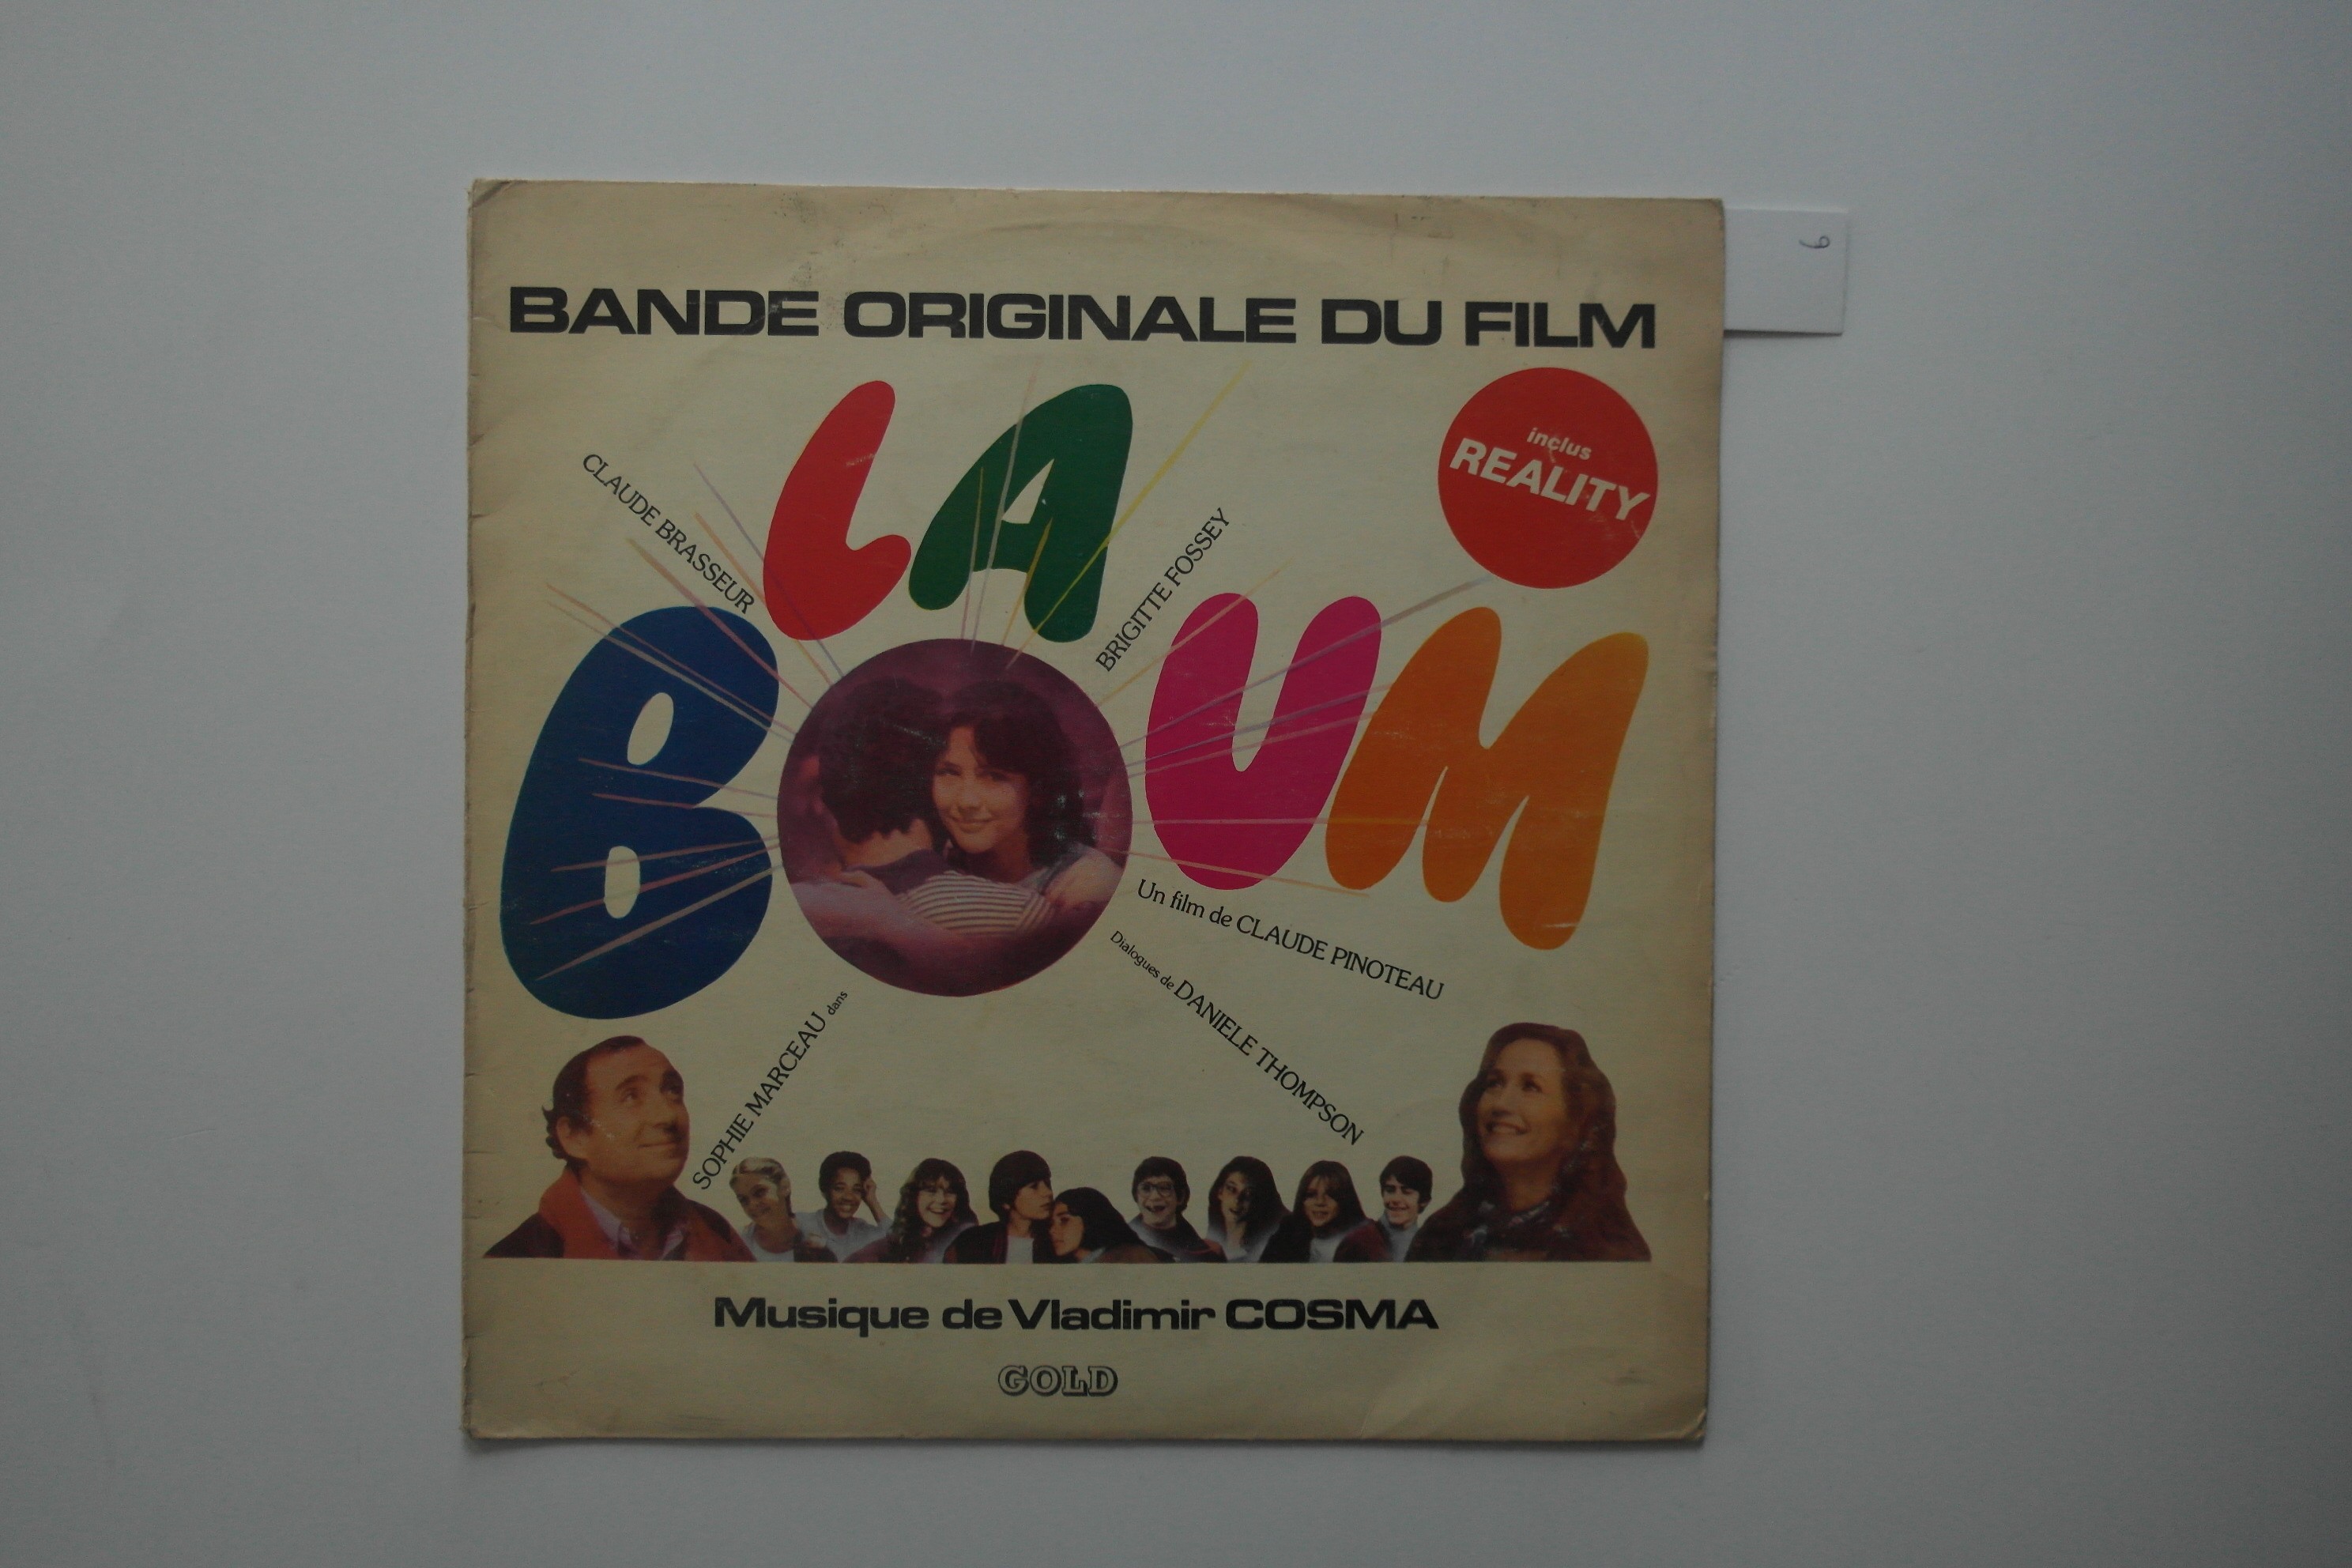 BANDE ORIGINALE DU FILM
LA
BOUM
inclus
REALITY
CLAUDE BRASSEUR
BRIGITTE FOSSEY
Un film de CLAUDE PINOTEAU
Dialogues de DANIELE THOMPSON
SOPHIE MARCEAU dans
Musique de Vladimir COSMA
GOLD